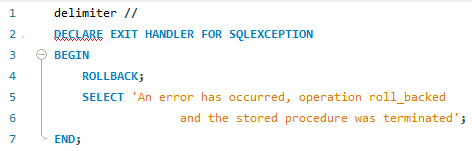 1 delimiter //
2 DECLARE EXIT HANDLER FOR SQLEXCEPTION
3 BEGIN
4 ROLLBACK;
5 SELECT 'An error has occurred, operation roll_backed
6 and the stored procedure was terminated';
7 END;